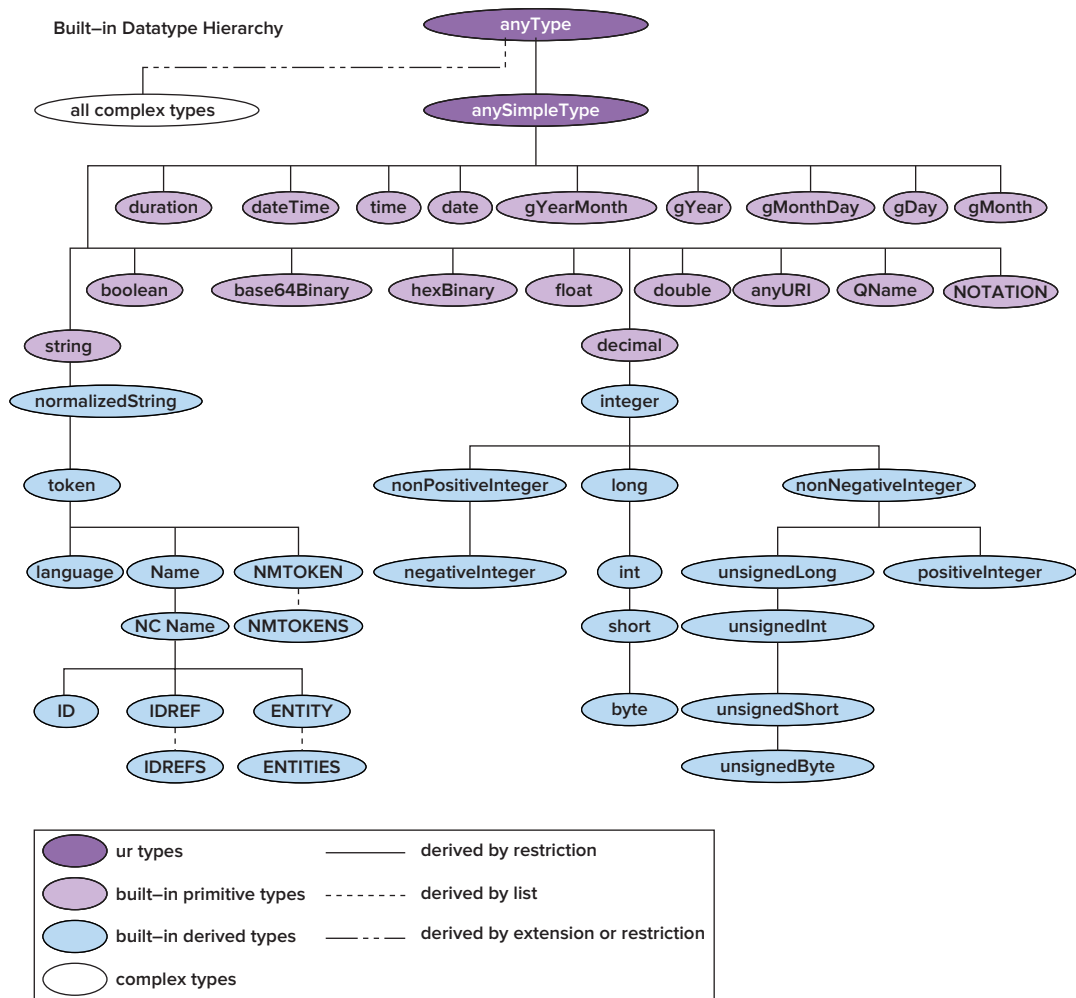 Built–in Datatype Hierarchy
anyType
all complex types
anySimpleType
duration
dateTime
time
date
gYearMonth
gYear
gMonthDay
gDay
gMonth
boolean
base64Binary
hexBinary
float
double
anyURI
QName
NOTATION
string
decimal
normalizedString
integer
token
nonPositiveInteger
long
nonNegativeInteger
language
Name
NMTOKEN
negativeInteger
int
unsignedLong
positiveInteger
NC Name
NMTOKENS
short
unsignedInt
ID
IDREF
ENTITY
byte
unsignedShort
IDREFS
ENTITIES
unsignedByte
ur types
derived by restriction
built–in primitive types
derived by list
built–in derived types
derived by extension or restriction
complex types